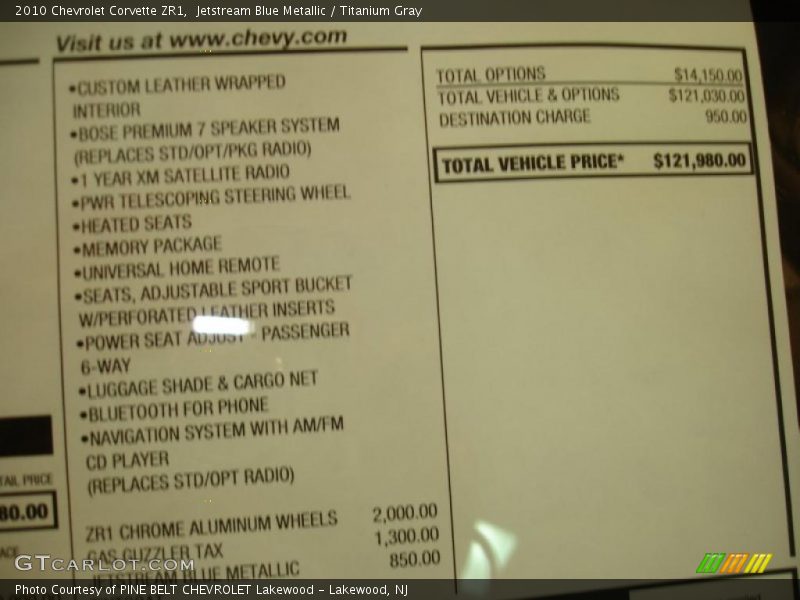 2010 Chevrolet Corvette ZR1,  Jetstream Blue Metallic / Titanium Gray
Visit us at www.chevy.com
•CUSTOM LEATHER WRAPPED
INTERIOR
•BOSE PREMIUM 7 SPEAKER SYSTEM
(REPLACES STD/OPT/PKG RADIO)
•1 YEAR XM SATELLITE RADIO
•PWR TELESCOPING STEERING WHEEL
•HEATED SEATS
•MEMORY PACKAGE
•UNIVERSAL HOME REMOTE
•SEATS, ADJUSTABLE SPORT BUCKET
W/PERFORATED LEATHER INSERTS
•POWER SEAT ADJUST - PASSENGER
6-WAY
•LUGGAGE SHADE & CARGO NET
•BLUETOOTH FOR PHONE
•NAVIGATION SYSTEM WITH AM/FM
CD PLAYER
(REPLACES STD/OPT RADIO)
ZR1 CHROME ALUMINUM WHEELS 2,000.00
GAS GUZZLER TAX 1,300.00
JETSTREAM BLUE METALLIC 850.00
TOTAL OPTIONS $14,150.00
TOTAL VEHICLE & OPTIONS $121,030.00
DESTINATION CHARGE 950.00
TOTAL VEHICLE PRICE* $121,980.00
PRICE
80.00
GTcarlot.com
Photo Courtesy of PINE BELT CHEVROLET Lakewood - Lakewood, NJ